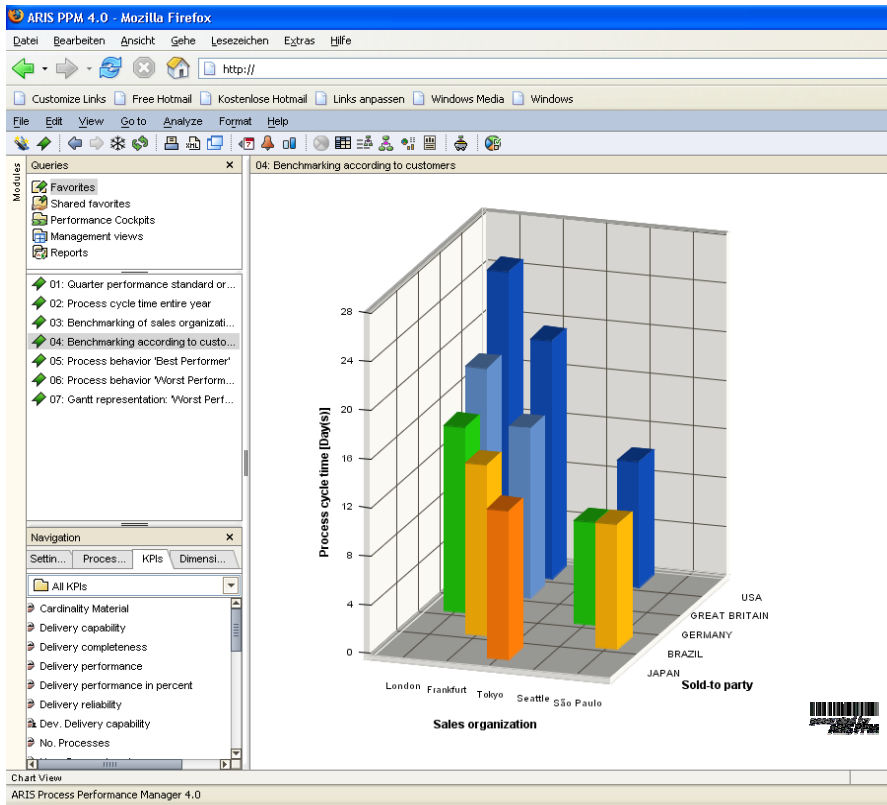 ARIS PPM 4.0 - Mozilla Firefox
Datei Bearbeiten Ansicht Gehe Lesezeichen Extras Hilfe
http://
Customize Links Free Hotmail Kostenlose Hotmail Links anpassen Windows Media Windows
File Edit View Go to Analyze Format Help
Modules
Queries x
Favorites
Shared favorites
Performance Cockpits
Management views
Reports
01: Quarter performance standard or...
02: Process cycle time entire year
03: Benchmarking of sales organizati...
04: Benchmarking according to custo...
05: Process behavior 'Best Performer'
06: Process behavior 'Worst Perform...
07: Gantt representation: 'Worst Perf...
Navigation x
Settin... Proces... KPIs Dimensi...
All KPIs
Cardinality Material
Delivery capability
Delivery completeness
Delivery performance
Delivery performance in percent
Delivery reliability
Dev. Delivery capability
No. Processes
04: Benchmarking according to customers
Process cycle time [Day(s)]
28
24
20
16
12
8
4
0
London Frankfurt Tokyo Seattle São Paulo
Sales organization
USA
GREAT BRITAIN
GERMANY
BRAZIL
JAPAN
Sold-to party
generated by
ARIS PPM
Chart View
ARIS Process Performance Manager 4.0